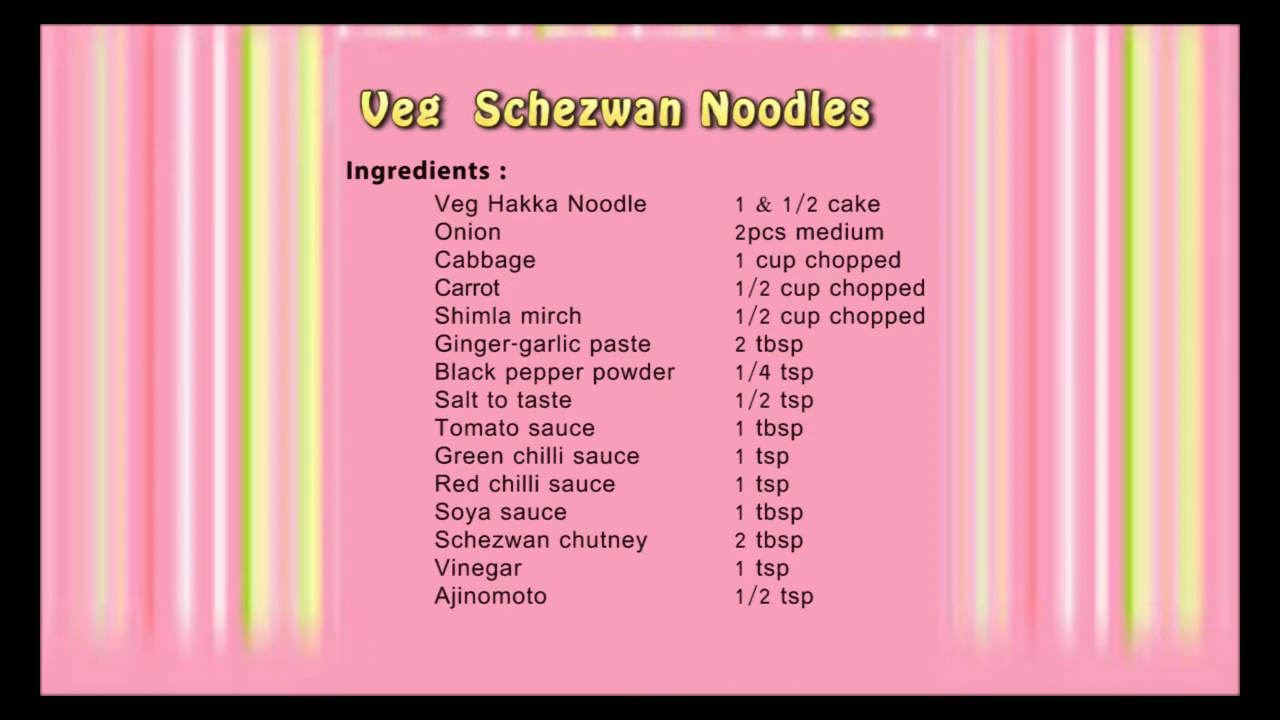 Veg Schezwan Noodles
Ingredients :
Veg Hakka Noodle 1 & 1/2 cake
Onion 2pcs medium
Cabbage 1 cup chopped
Carrot 1/2 cup chopped
Shimla mirch 1/2 cup chopped
Ginger-garlic paste 2 tbsp
Black pepper powder 1/4 tsp
Salt to taste 1/2 tsp
Tomato sauce 1 tbsp
Green chilli sauce 1 tsp
Red chilli sauce 1 tsp
Soya sauce 1 tbsp
Schezwan chutney 2 tbsp
Vinegar 1 tsp
Ajinomoto 1/2 tsp